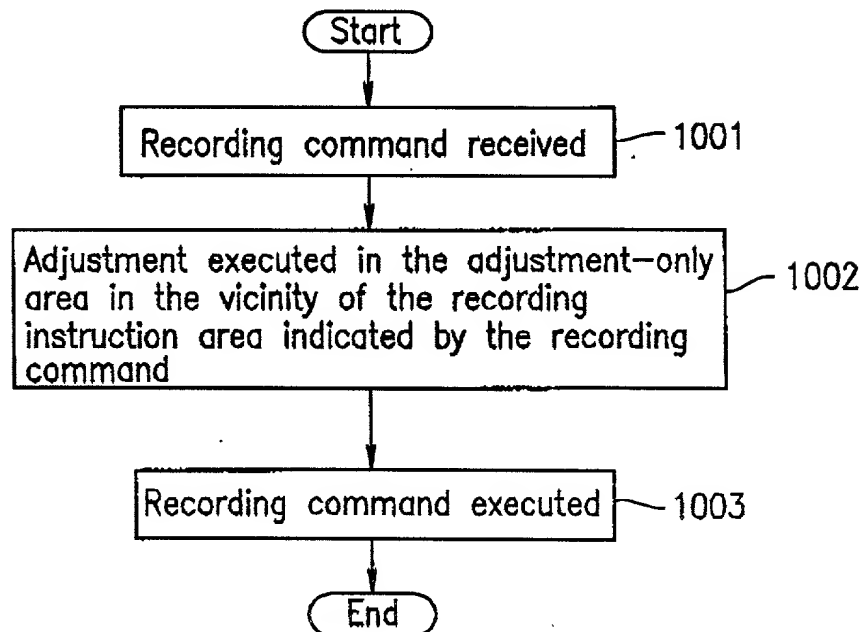 Start
Recording command received
1001
Adjustment executed in the adjustment-only
area in the vicinity of the recording
instruction area indicated by the recording
command
1002
Recording command executed
1003
End